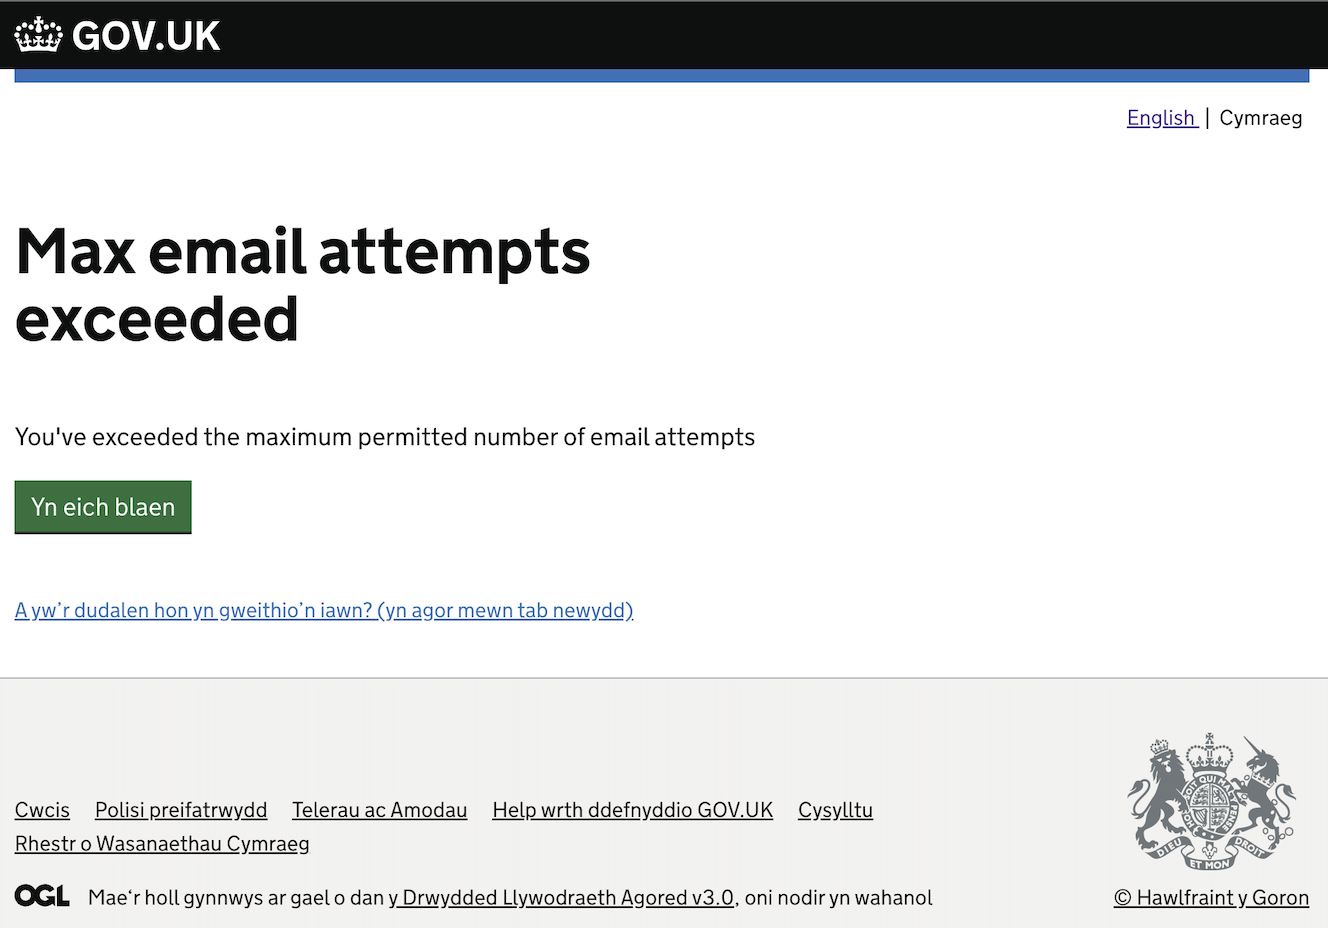 GOV.UK
English | Cymraeg
Max email attempts
exceeded
You've exceeded the maximum permitted number of email attempts
Yn eich blaen
A yw’r dudalen hon yn gweithio’n iawn? (yn agor mewn tab newydd)
Cwcis Polisi preifatrwydd Telerau ac Amodau Help wrth ddefnyddio GOV.UK Cysylltu
Rhestr o Wasanaethau Cymraeg
DIEU ET MON DROIT
OGL Mae‘r holl gynnwys ar gael o dan y Drwydded Llywodraeth Agored v3.0, oni nodir yn wahanol
© Hawlfraint y Goron